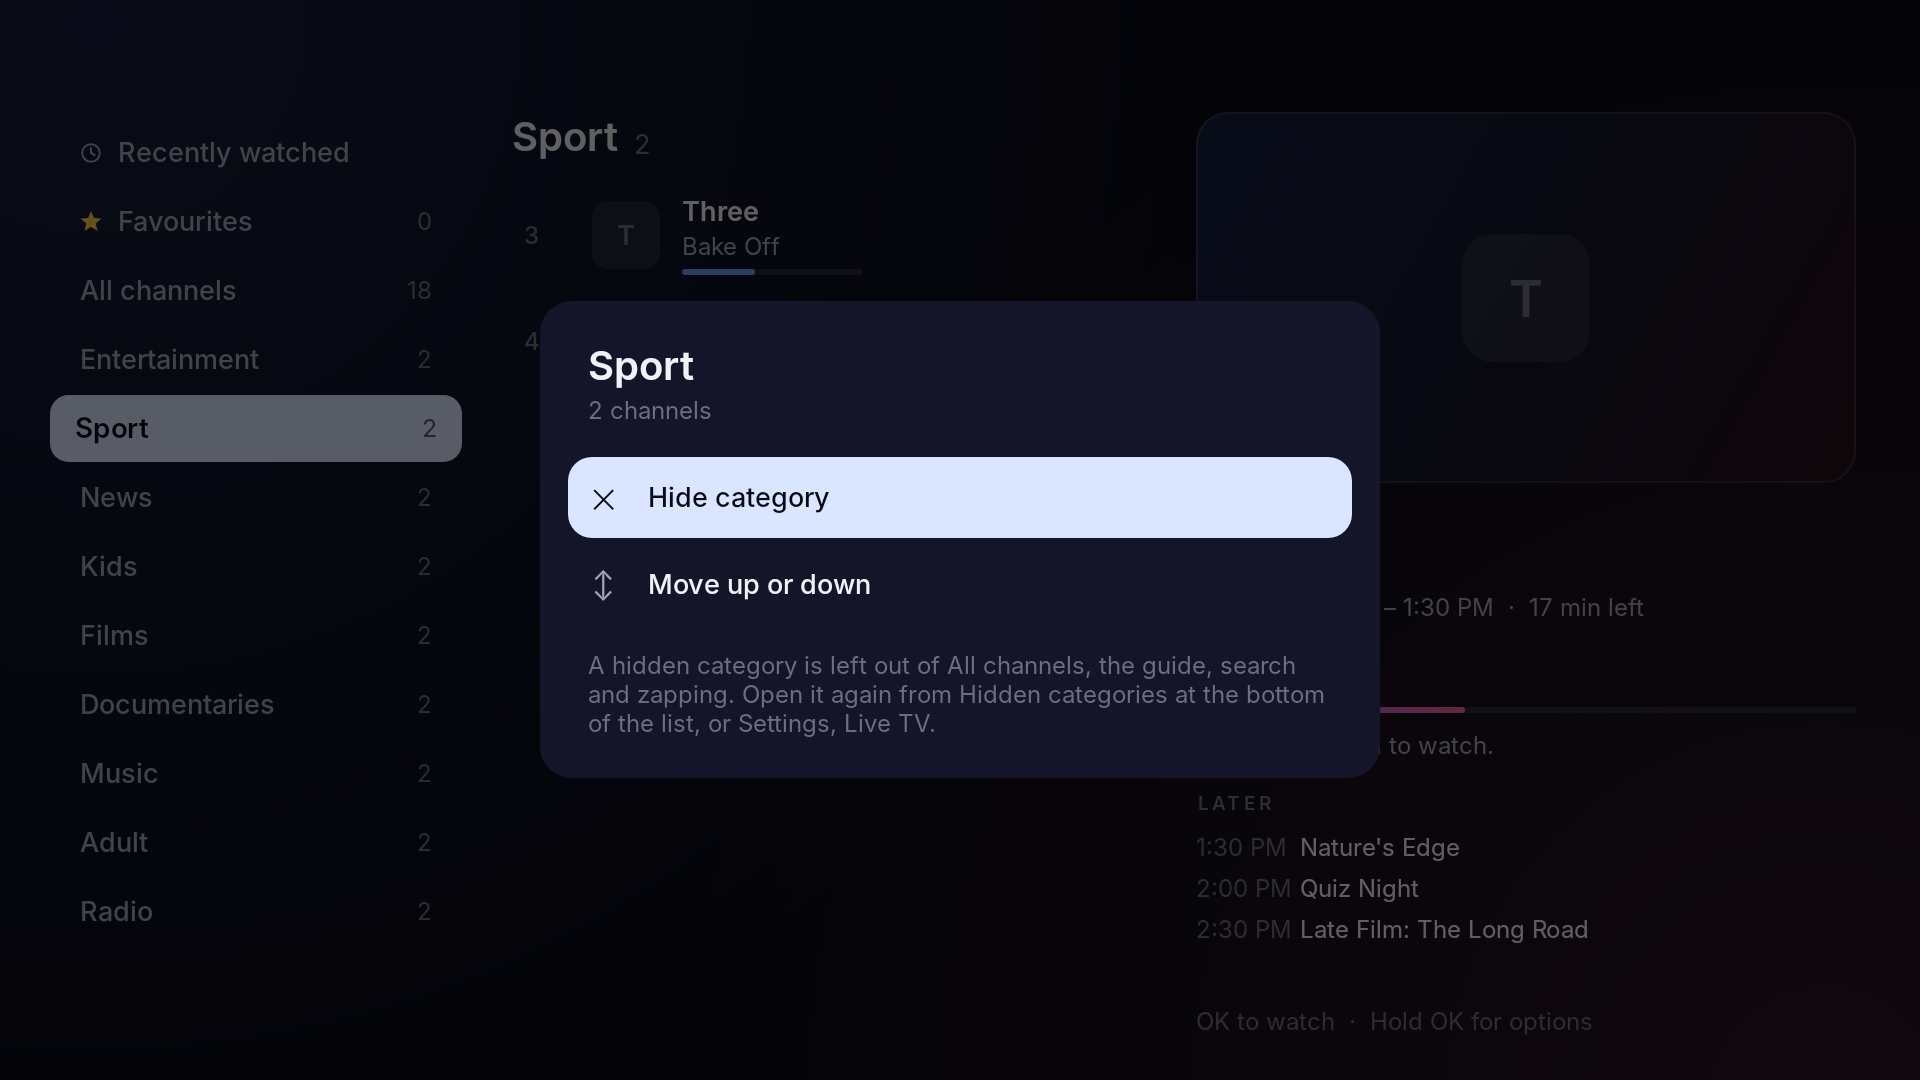 Recently watched
Favourites 0
All channels 18
Entertainment 2
Sport 2
News 2
Kids 2
Films 2
Documentaries 2
Music 2
Adult 2
Radio 2
Sport 2
3 T Three
Bake Off
4
T
Sport
2 channels
Hide category
Move up or down
A hidden category is left out of All channels, the guide, search
and zapping. Open it again from Hidden categories at the bottom
of the list, or Settings, Live TV.
– 1:30 PM · 17 min left
to watch.
LATER
1:30 PM Nature's Edge
2:00 PM Quiz Night
2:30 PM Late Film: The Long Road
OK to watch · Hold OK for options